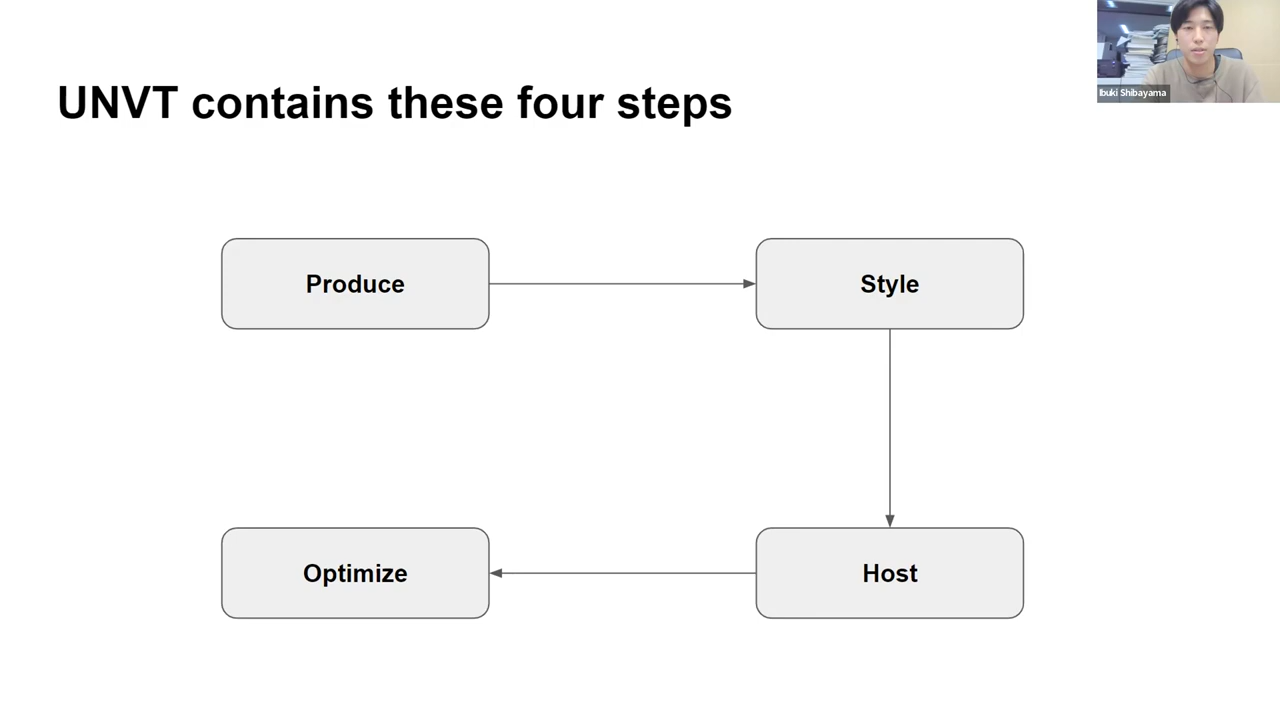 UNVT contains these four steps
Ibuki Shibayama
Produce
Style
Optimize
Host